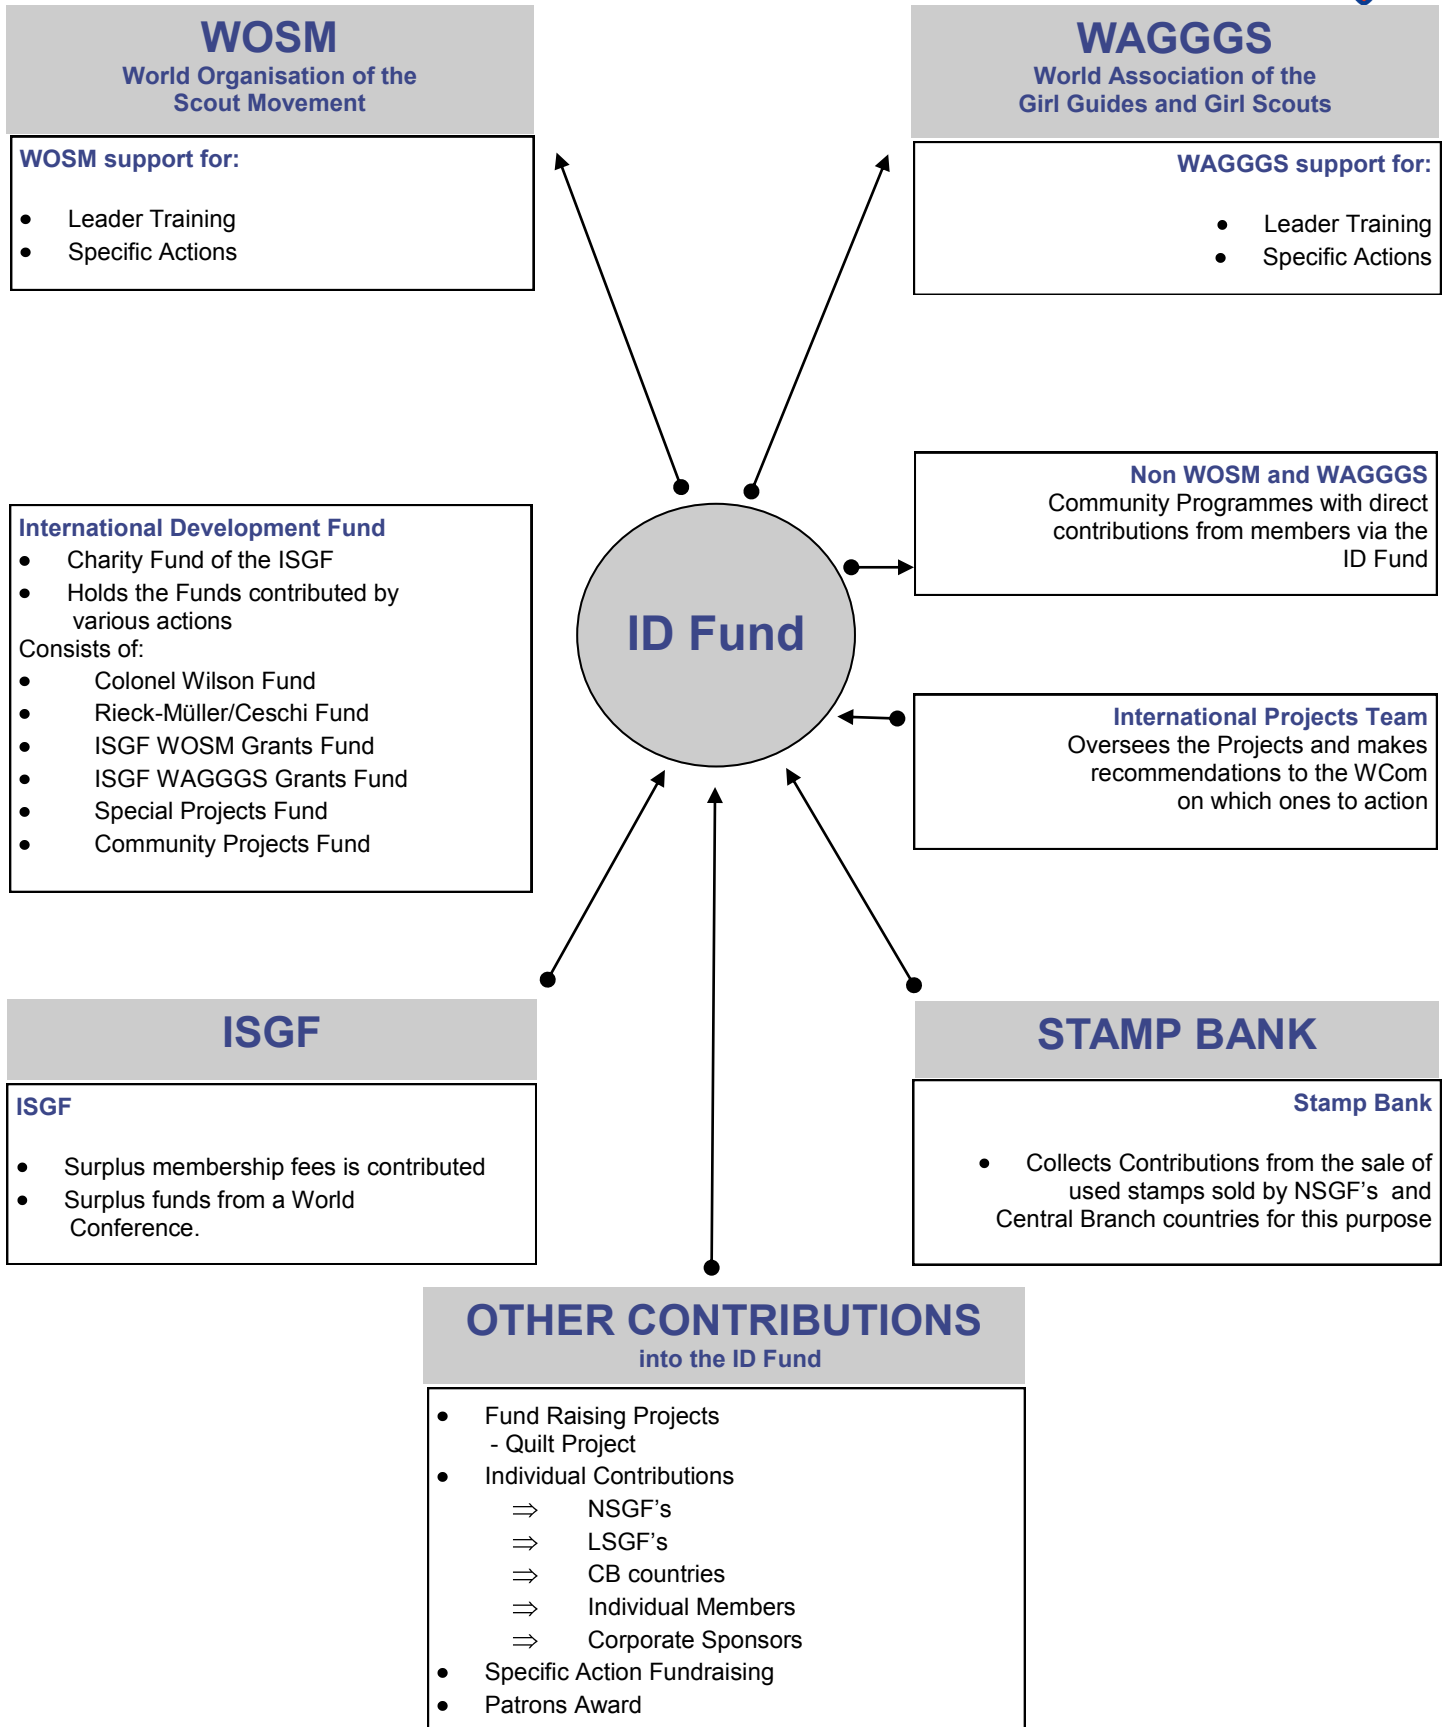 WOSM
World Organisation of the
Scout Movement
WOSM support for:
• Leader Training
• Specific Actions
WAGGGS
World Association of the
Girl Guides and Girl Scouts
WAGGGS support for:
• Leader Training
• Specific Actions
Non WOSM and WAGGGS
Community Programmes with direct
contributions from members via the
ID Fund
International Development Fund
• Charity Fund of the ISGF
• Holds the Funds contributed by
various actions
Consists of:
• Colonel Wilson Fund
• Rieck-Müller/Ceschi Fund
• ISGF WOSM Grants Fund
• ISGF WAGGGS Grants Fund
• Special Projects Fund
• Community Projects Fund
ID Fund
International Projects Team
Oversees the Projects and makes
recommendations to the WCom
on which ones to action
ISGF
ISGF
• Surplus membership fees is contributed
• Surplus funds from a World
Conference.
STAMP BANK
Stamp Bank
• Collects Contributions from the sale of
used stamps sold by NSGF’s and
Central Branch countries for this purpose
OTHER CONTRIBUTIONS
into the ID Fund
• Fund Raising Projects
- Quilt Project
• Individual Contributions
⇒ NSGF’s
⇒ LSGF’s
⇒ CB countries
⇒ Individual Members
⇒ Corporate Sponsors
• Specific Action Fundraising
• Patrons Award